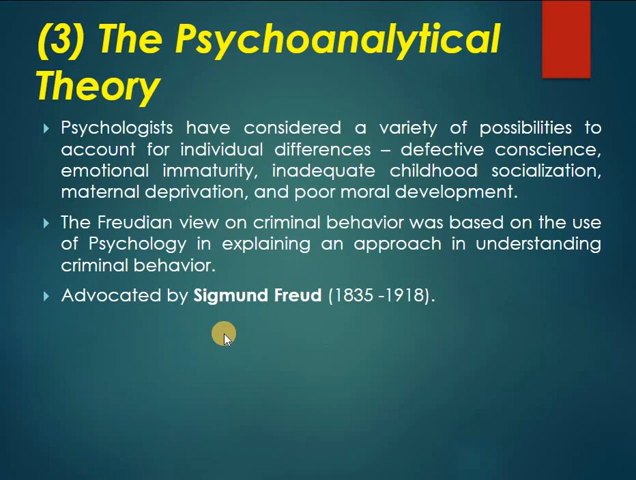 (3) The Psychoanalytical
Theory
Psychologists have considered a variety of possibilities to
account for individual differences – defective conscience,
emotional immaturity, inadequate childhood socialization,
maternal deprivation, and poor moral development.
The Freudian view on criminal behavior was based on the use
of Psychology in explaining an approach in understanding
criminal behavior.
Advocated by Sigmund Freud (1835 -1918).